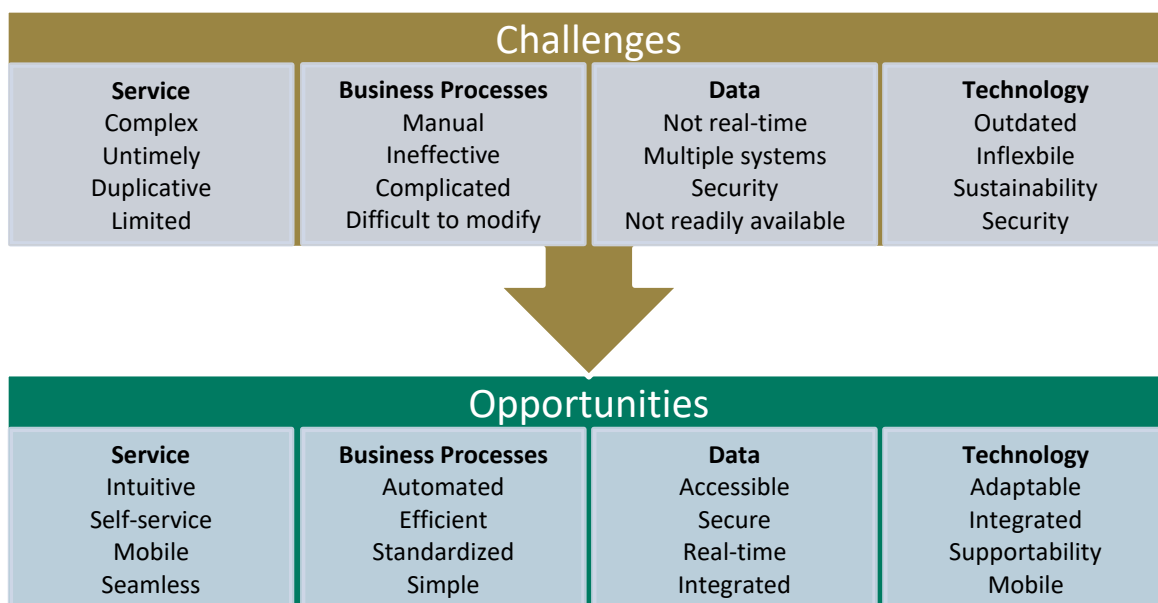 Challenges
Service
Complex
Untimely
Duplicative
Limited
Business Processes
Manual
Ineffective
Complicated
Difficult to modify
Data
Not real-time
Multiple systems
Security
Not readily available
Technology
Outdated
Inflexbile
Sustainability
Security
Opportunities
Service
Intuitive
Self-service
Mobile
Seamless
Business Processes
Automated
Efficient
Standardized
Simple
Data
Accessible
Secure
Real-time
Integrated
Technology
Adaptable
Integrated
Supportability
Mobile